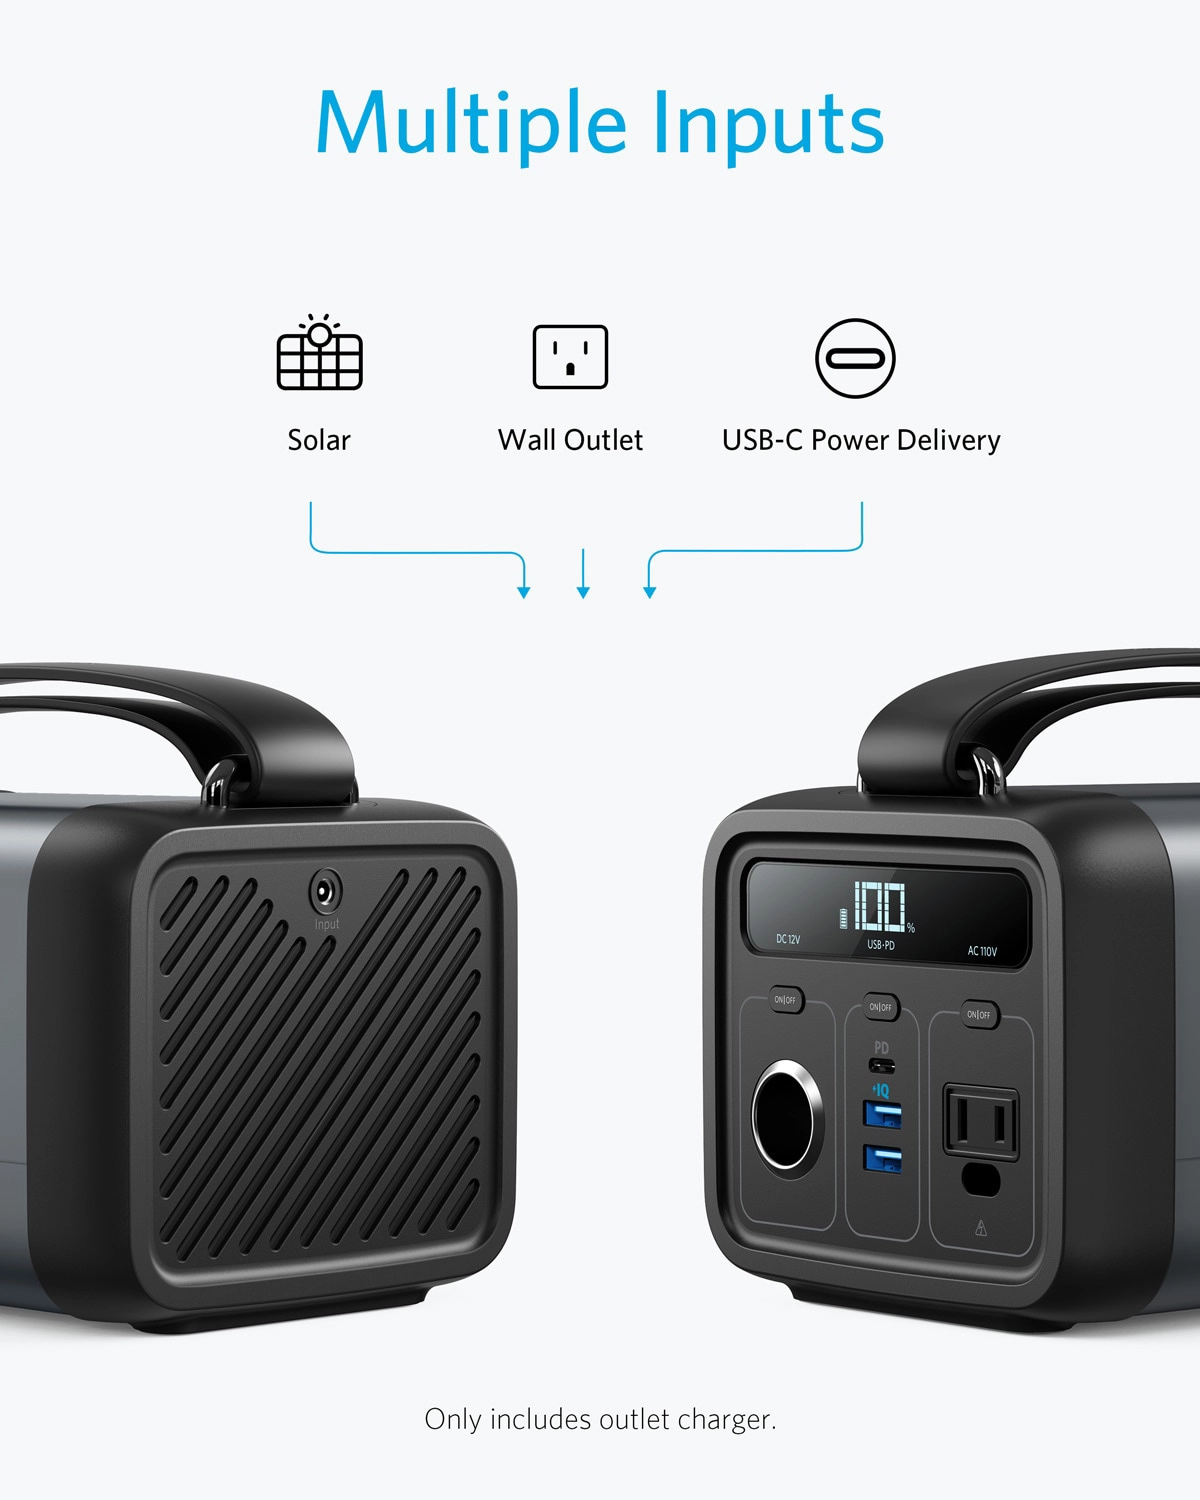 Multiple Inputs
Solar
Wall Outlet
USB-C Power Delivery
Input
100%
DC 12V
USB-PD
AC 110V
ON|OFF
ON|OFF
ON|OFF
PD
IQ
Only includes outlet charger.